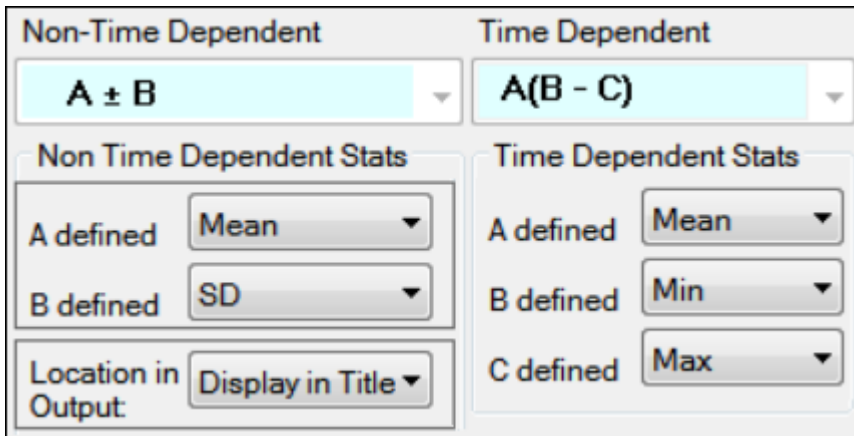 Non-Time Dependent
Time Dependent
A ± B
A(B - C)
Non Time Dependent Stats
Time Dependent Stats
A defined
Mean
A defined
Mean
B defined
SD
B defined
Min
Location in
Output:
Display in Title
C defined
Max